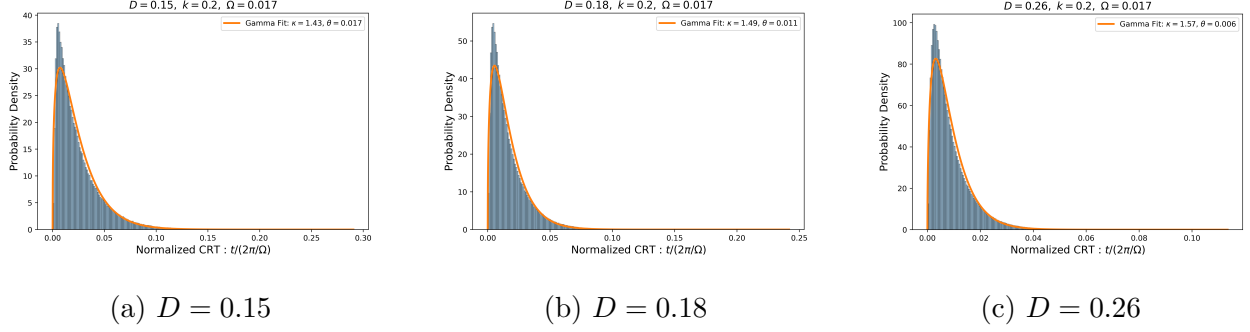 D = 0.15, k = 0.2, Ω = 0.017
Gamma Fit: κ = 1.43, θ = 0.017
Probability Density
40
35
30
25
20
15
10
5
0
0.00 0.05 0.10 0.15 0.20 0.25 0.30
Normalized CRT : t/(2π/Ω)
(a) D = 0.15
D = 0.18, k = 0.2, Ω = 0.017
Gamma Fit: κ = 1.49, θ = 0.011
Probability Density
50
40
30
20
10
0
0.00 0.05 0.10 0.15 0.20 0.25
Normalized CRT : t/(2π/Ω)
(b) D = 0.18
D = 0.26, k = 0.2, Ω = 0.017
Gamma Fit: κ = 1.57, θ = 0.006
Probability Density
100
80
60
40
20
0
0.00 0.02 0.04 0.06 0.08 0.10
Normalized CRT : t/(2π/Ω)
(c) D = 0.26